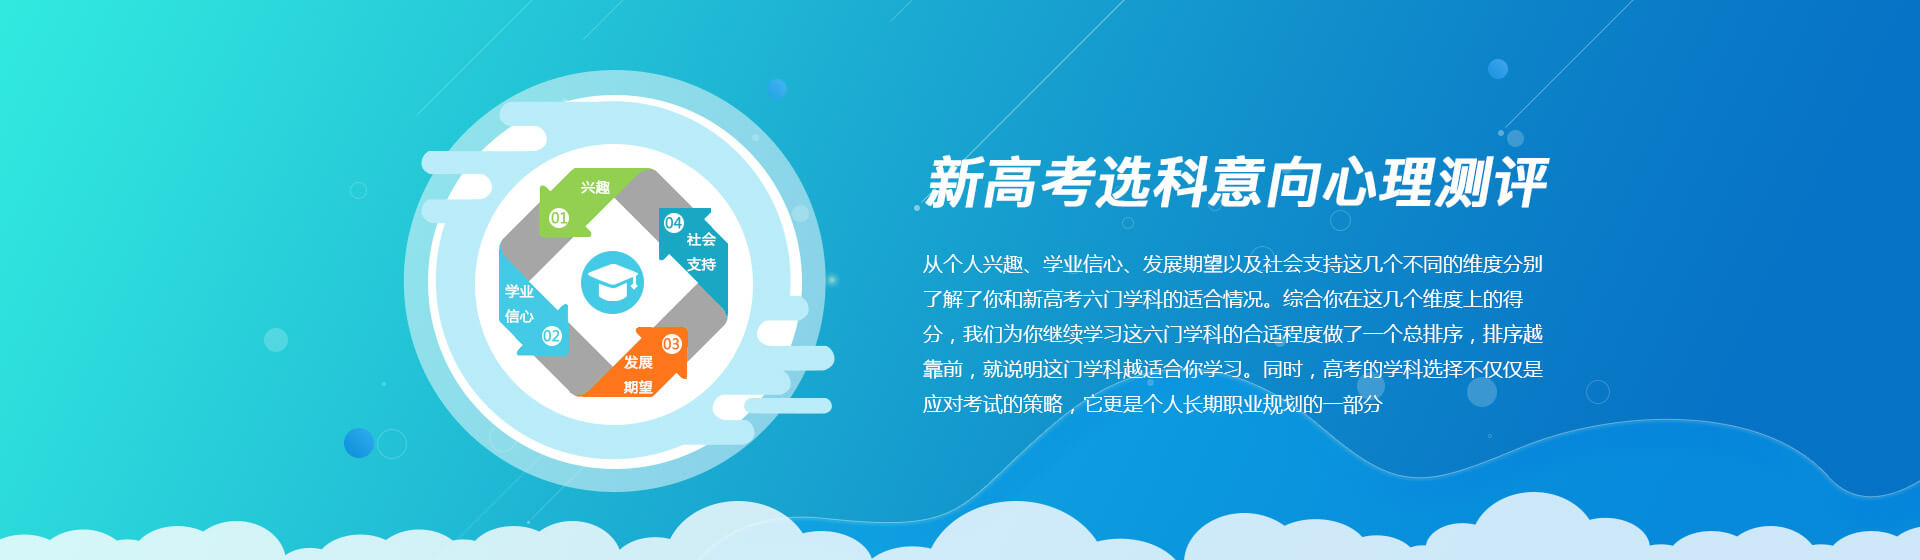 兴趣
01
04
社会
支持
学业
信心
02
03
发展
期望
新高考选科意向心理测评
从个人兴趣、学业信心、发展期望以及社会支持这几个不同的维度分别
了解了你和新高考六门学科的适合情况。综合你在这几个维度上的得
分，我们为你继续学习这六门学科的合适程度做了一个总排序，排序越
靠前，就说明这门学科越适合你学习。同时，高考的学科选择不仅仅是
应对考试的策略，它更是个人长期职业规划的一部分